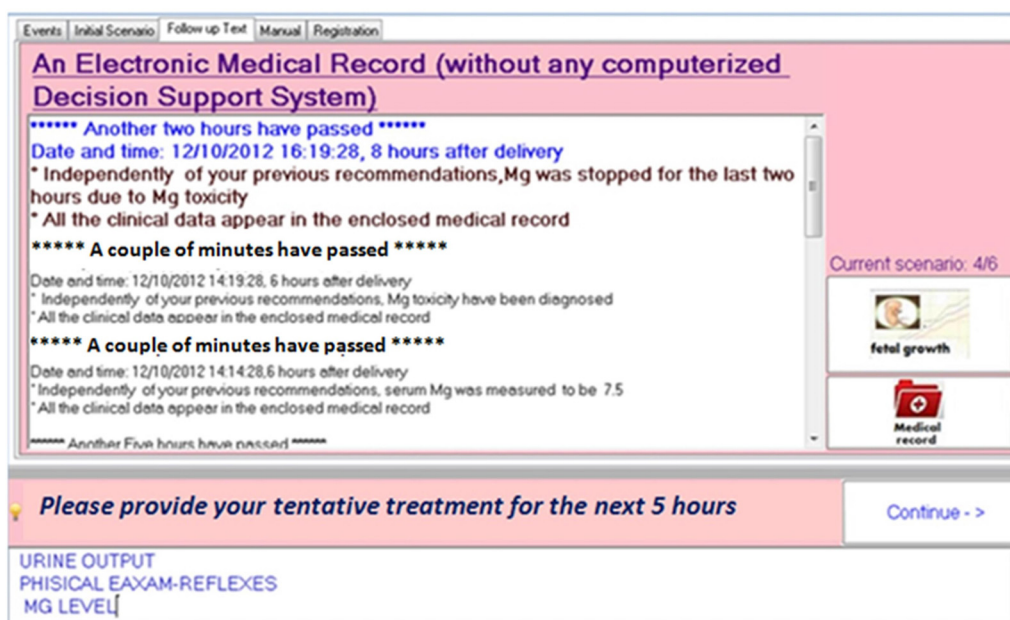 Events Initial Scenario Follow up Text Manual Registration
An Electronic Medical Record (without any computerized
Decision Support System)
****** Another two hours have passed ******
Date and time: 12/10/2012 16:19:28, 8 hours after delivery
* Independently of your previous recommendations,Mg was stopped for the last two
hours due to Mg toxicity
* All the clinical data appear in the enclosed medical record
***** A couple of minutes have passed *****
Date and time: 12/10/2012 14:19:28, 6 hours after delivery
* Independently of your previous recommendations, Mg toxicity have been diagnosed
* All the clinical data appear in the enclosed medical record
***** A couple of minutes have passed *****
Date and time: 12/10/2012 14:14:28,6 hours after delivery
* Independently of your previous recommendations, serum Mg was measured to be 7.5
* All the clinical data appear in the enclosed medical record
****** Another Five hours have passed ******
Current scenario: 4/6
fetal growth
Medical
record
Please provide your tentative treatment for the next 5 hours
Continue - >
URINE OUTPUT
PHISICAL EAXAM-REFLEXES
MG LEVEL